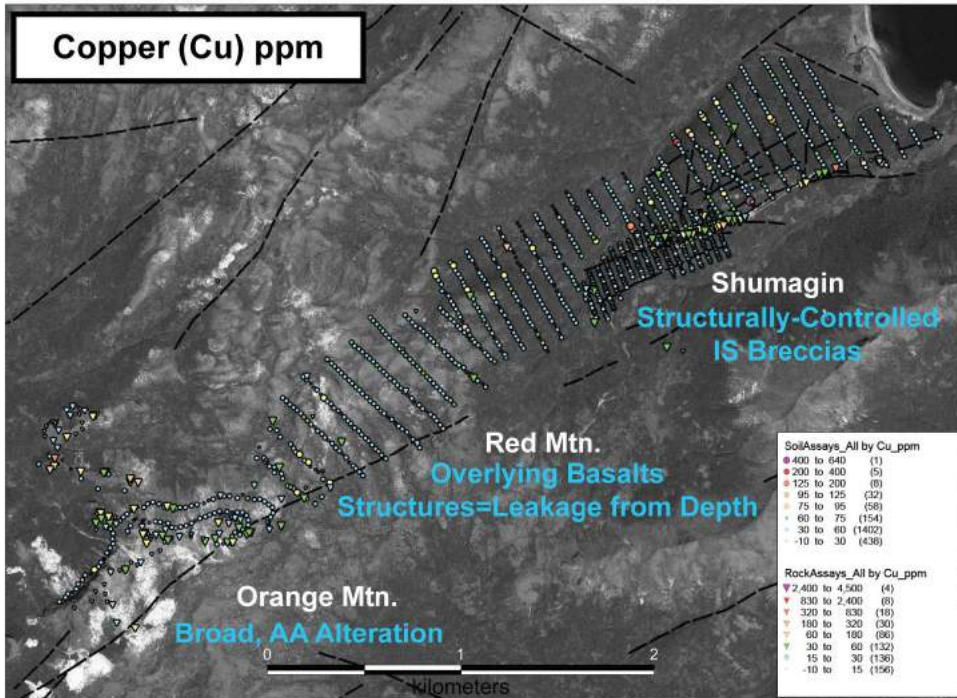 Copper (Cu) ppm
Shumagin
Structurally-Controlled
IS Breccias
Red Mtn.
Overlying Basalts
Structures=Leakage from Depth
Orange Mtn.
Broad, AA Alteration
0 1 2
kilometers
SoilAssays_All by Cu_ppm
400 to 640 (1)
200 to 400 (5)
125 to 200 (8)
95 to 125 (32)
75 to 95 (58)
60 to 75 (154)
30 to 60 (1402)
-10 to 30 (438)
RockAssays_All by Cu_ppm
2,400 to 4,500 (4)
830 to 2,400 (8)
320 to 830 (18)
180 to 320 (30)
60 to 180 (86)
30 to 60 (132)
15 to 30 (136)
-10 to 15 (156)